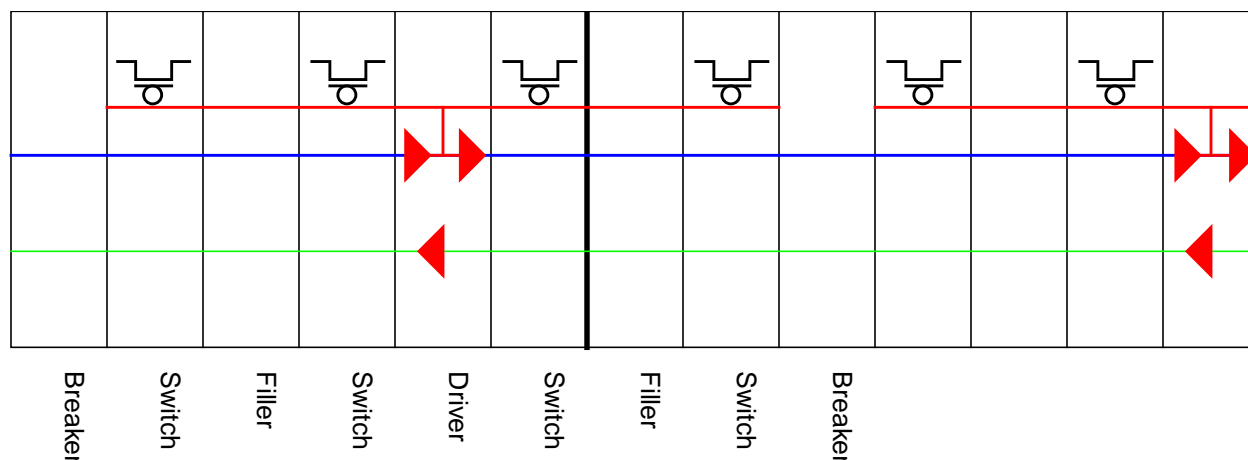 Breaker
Switch
Filler
Switch
Driver
Switch
Filler
Switch
Breaker